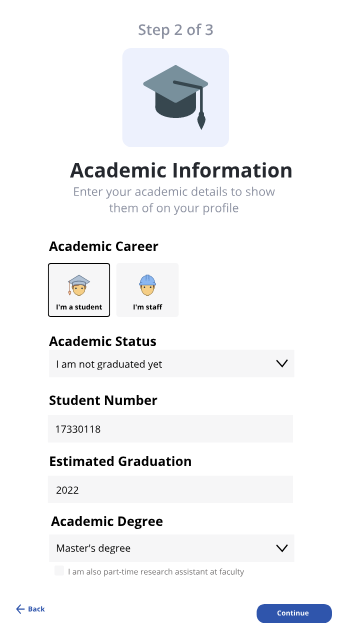 Step 2 of 3
Academic Information
Enter your academic details to show
them of on your profile
Academic Career
I'm a student
I'm staff
Academic Status
I am not graduated yet
Student Number
17330118
Estimated Graduation
2022
Academic Degree
Master's degree
I am also part-time research assistant at faculty
Back
Continue